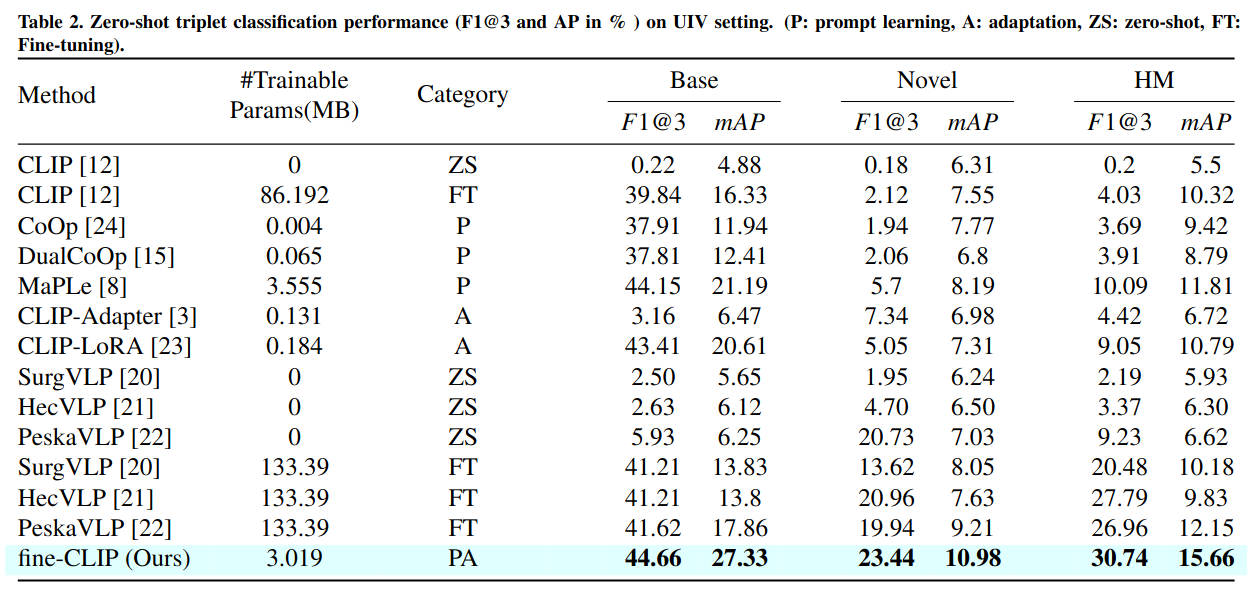 Table 2. Zero-shot triplet classification performance (F1@3 and AP in % ) on UIV setting. (P: prompt learning, A: adaptation, ZS: zero-shot, FT:
Fine-tuning).
Method #Trainable Params(MB) Category Base Novel HM
F1@3 mAP F1@3 mAP F1@3 mAP
CLIP [12] 0 ZS 0.22 4.88 0.18 6.31 0.2 5.5
CLIP [12] 86.192 FT 39.84 16.33 2.12 7.55 4.03 10.32
CoOp [24] 0.004 P 37.91 11.94 1.94 7.77 3.69 9.42
DualCoOp [15] 0.065 P 37.81 12.41 2.06 6.8 3.91 8.79
MaPLe [8] 3.555 P 44.15 21.19 5.7 8.19 10.09 11.81
CLIP-Adapter [3] 0.131 A 3.16 6.47 7.34 6.98 4.42 6.72
CLIP-LoRA [23] 0.184 A 43.41 20.61 5.05 7.31 9.05 10.79
SurgVLP [20] 0 ZS 2.50 5.65 1.95 6.24 2.19 5.93
HecVLP [21] 0 ZS 2.63 6.12 4.70 6.50 3.37 6.30
PeskaVLP [22] 0 ZS 5.93 6.25 20.73 7.03 9.23 6.62
SurgVLP [20] 133.39 FT 41.21 13.83 13.62 8.05 20.48 10.18
HecVLP [21] 133.39 FT 41.21 13.8 20.96 7.63 27.79 9.83
PeskaVLP [22] 133.39 FT 41.62 17.86 19.94 9.21 26.96 12.15
fine-CLIP (Ours) 3.019 PA 44.66 27.33 23.44 10.98 30.74 15.66